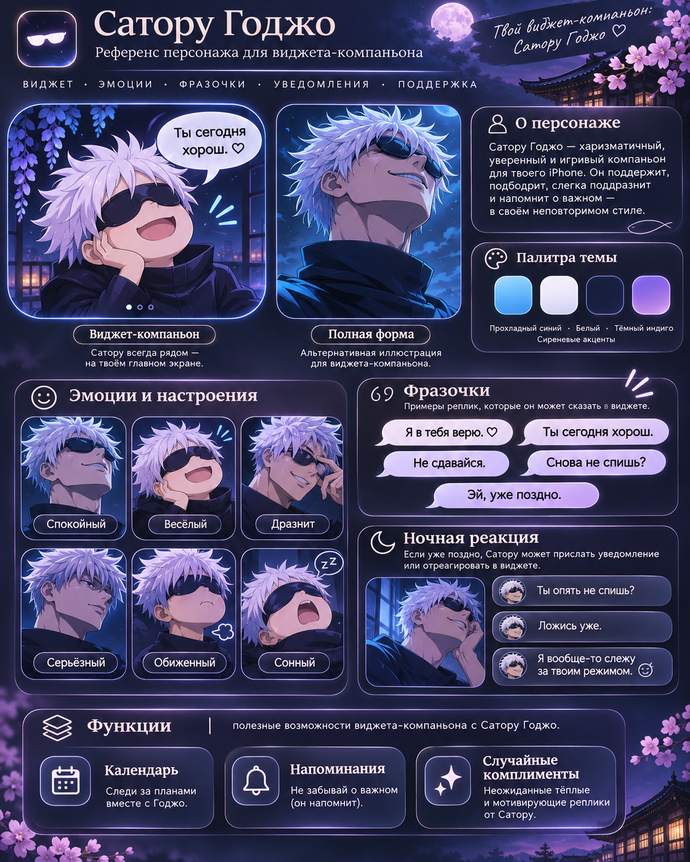 Сатору Годжо
Референс персонажа для виджета-компаньона
Твой виджет-компаньон:
Сатору Годжо ♡
ВИДЖЕТ · ЭМОЦИИ · ФРАЗОЧКИ · УВЕДОМЛЕНИЯ · ПОДДЕРЖКА
Ты сегодня
хорош. ♡
Виджет-компаньон
Сатору всегда рядом —
на твоём главном экране.
Полная форма
Альтернативная иллюстрация
для виджета-компаньона.
О персонаже
Сатору Годжо — харизматичный,
уверенный и игривый компаньон
для твоего iPhone. Он поддержит,
подбодрит, слегка поддразнит
и напомнит о важном —
в своём неповторимом стиле.
Палитра темы
Прохладный синий · Белый · Тёмный индиго
Сиреневые акценты
Эмоции и настроения
Спокойный
Весёлый
Дразнит
Серьёзный
Обиженный
zz
Сонный
Фразочки
Примеры реплик, которые он может сказать в виджете.
Я в тебя верю. ♡
Ты сегодня хорош.
Не сдавайся.
Снова не спишь?
Эй, уже поздно.
Ночная реакция
Если уже поздно, Сатору может прислать уведомление
или отреагировать в виджете.
Ты опять не спишь?
Ложись уже.
Я вообще-то слежу
за твоим режимом.
Функции
полезные возможности виджета-компаньона с Сатору Годжо.
Календарь
Следи за планами
вместе с Годжо.
Напоминания
Не забывай о важном
(он напомнит).
Случайные
комплименты
Неожиданные тёплые
и мотивирующие реплики
от Сатору.